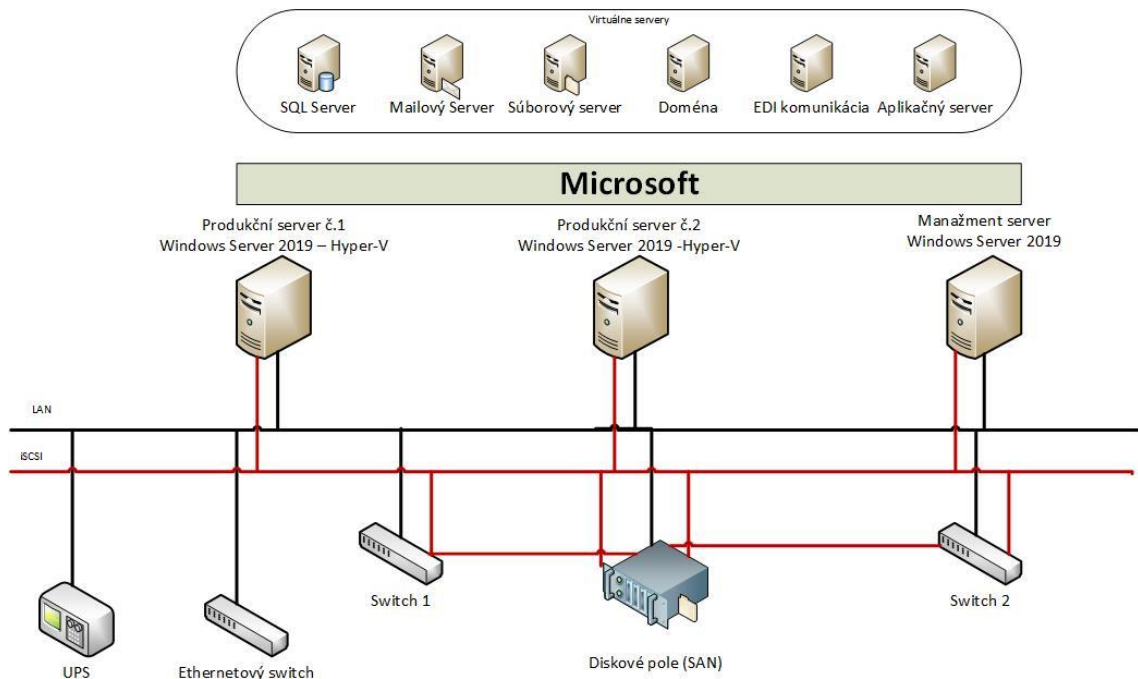 Virtuálne servery
SQL Server
Mailový Server
Súborový server
Doména
EDI komunikácia
Aplikačný server
Microsoft
Produkční server č.1
Windows Server 2019 – Hyper-V
Produkční server č.2
Windows Server 2019 -Hyper-V
Manažment server
Windows Server 2019
LAN
iSCSI
Switch 1
Switch 2
UPS
Ethernetový switch
Diskové pole (SAN)